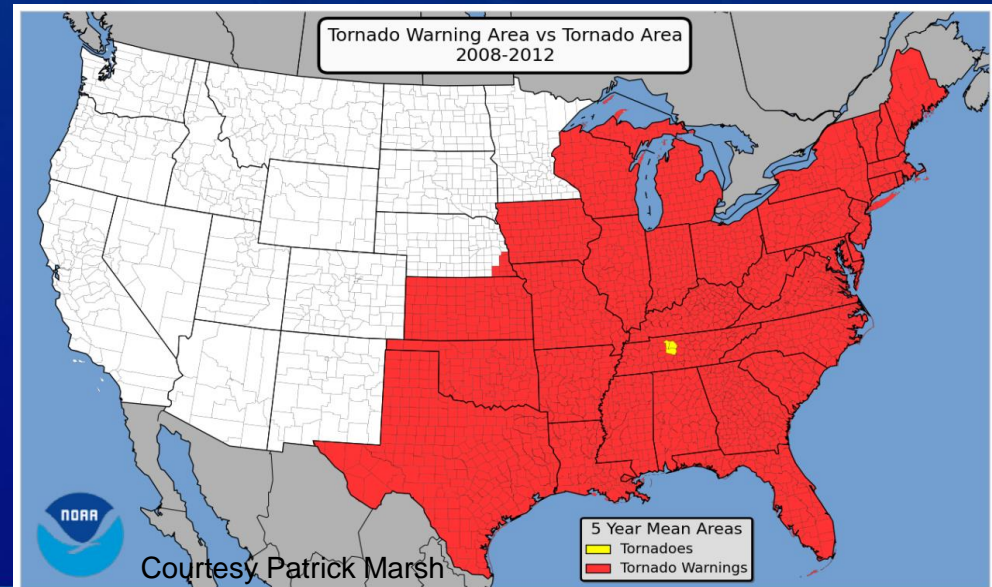 Tornado Warning Area vs Tornado Area
2008-2012
5 Year Mean Areas
Tornadoes
Tornado Warnings
NOAA
Courtesy Patrick Marsh